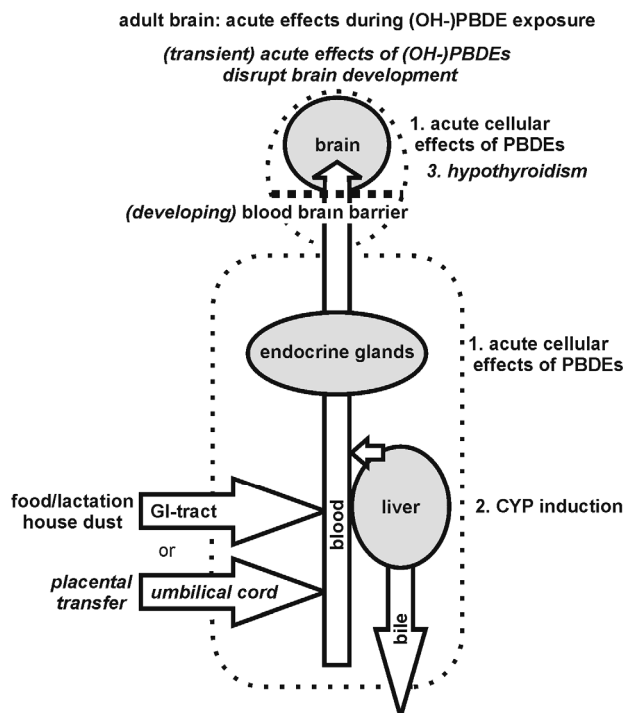 adult brain: acute effects during (OH-)PBDE exposure
(transient) acute effects of (OH-)PBDEs
disrupt brain development
brain
1. acute cellular
effects of PBDEs
3. hypothyroidism
(developing) blood brain barrier
endocrine glands
1. acute cellular
effects of PBDEs
food/lactation
house dust
GI-tract
or
placental
transfer
umbilical cord
blood
liver
2. CYP induction
bile